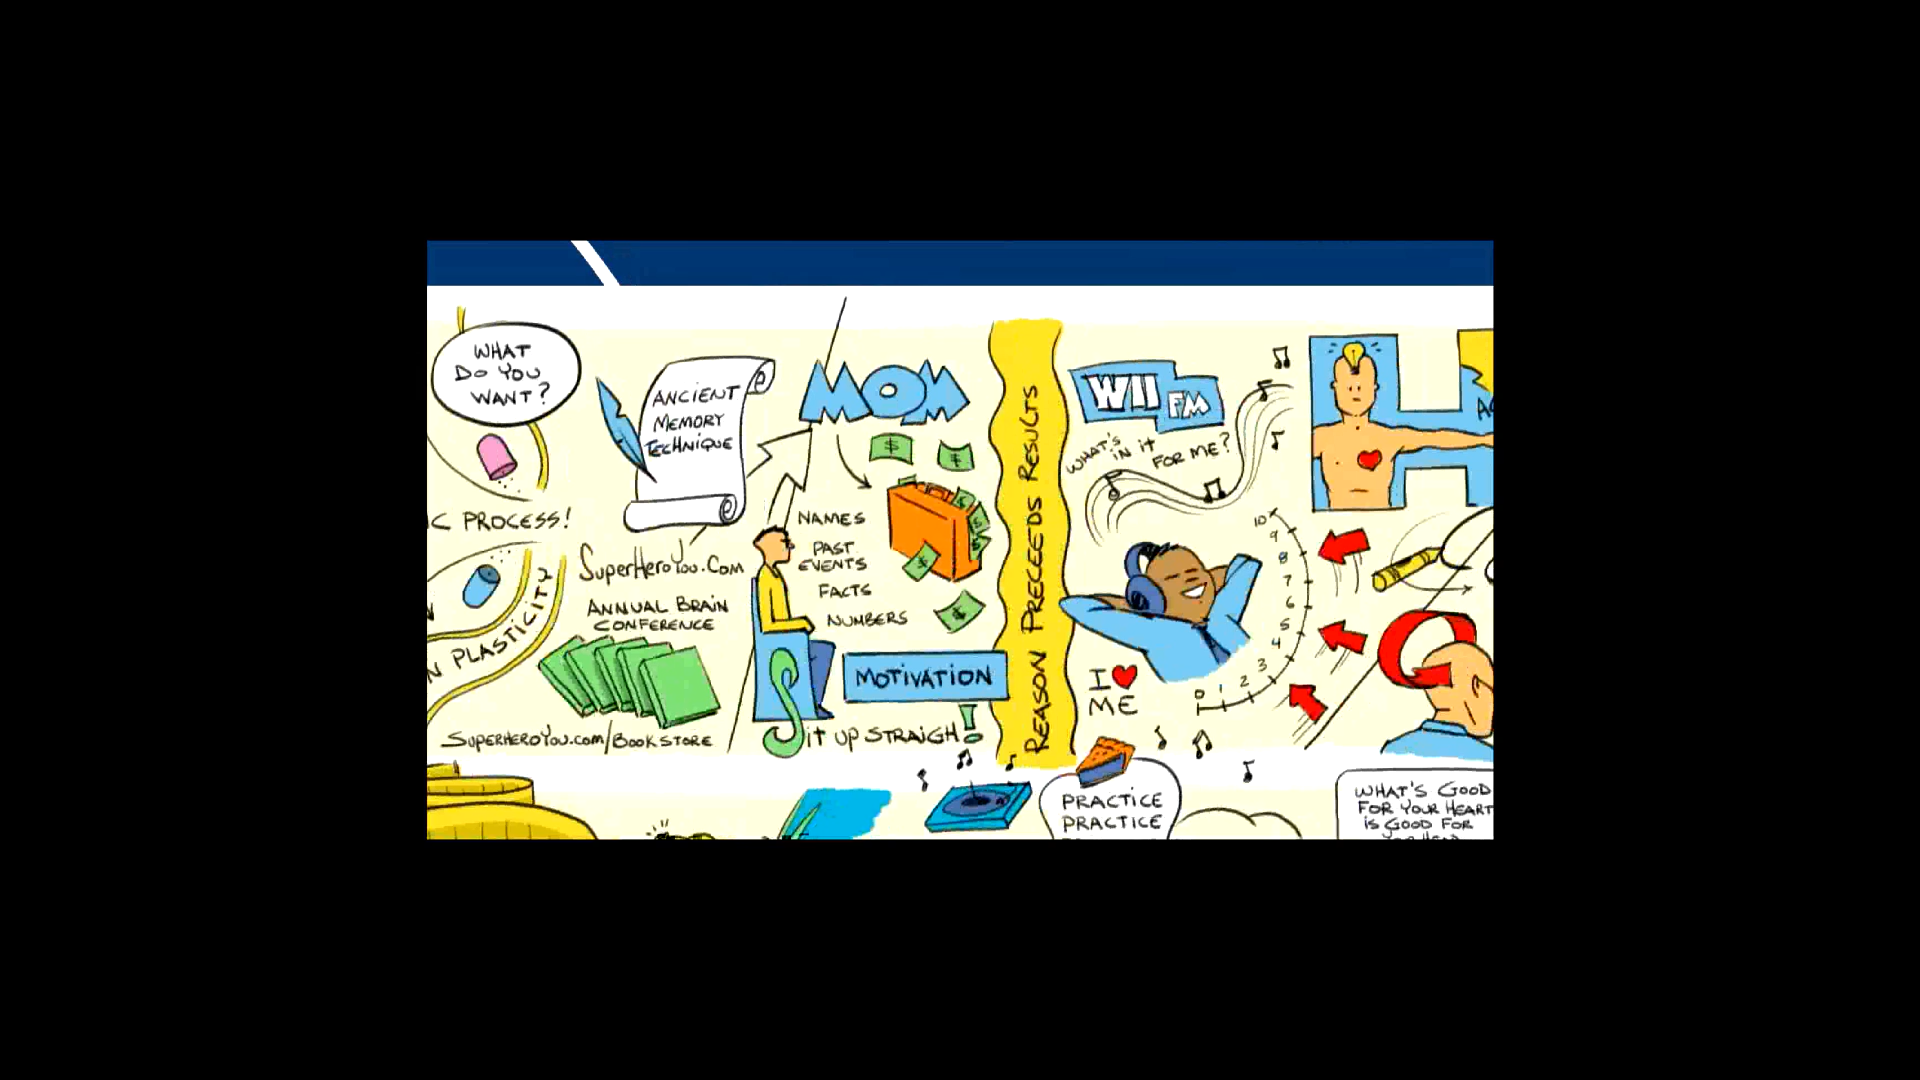 WHAT
DO YOU
WANT?
C PROCESS!
N PLASTICITY
ANCIENT
MEMORY
TECHNIQUE
SUPERHEROYOU.COM
ANNUAL BRAIN
CONFERENCE
SUPERHEROYOU.COM/BOOKSTORE
MOM
$
$
$
$
NAMES
PAST
EVENTS
FACTS
NUMBERS
MOTIVATION
SIT UP STRAIGH!
REASON PRECEEDS RESULTS
WII FM
WHAT'S IN IT FOR ME?
I ❤
ME
10
9
8
7
6
5
4
3
2
1
0
PRACTICE
PRACTICE
WHAT'S GOOD
FOR YOUR HEART
IS GOOD FOR